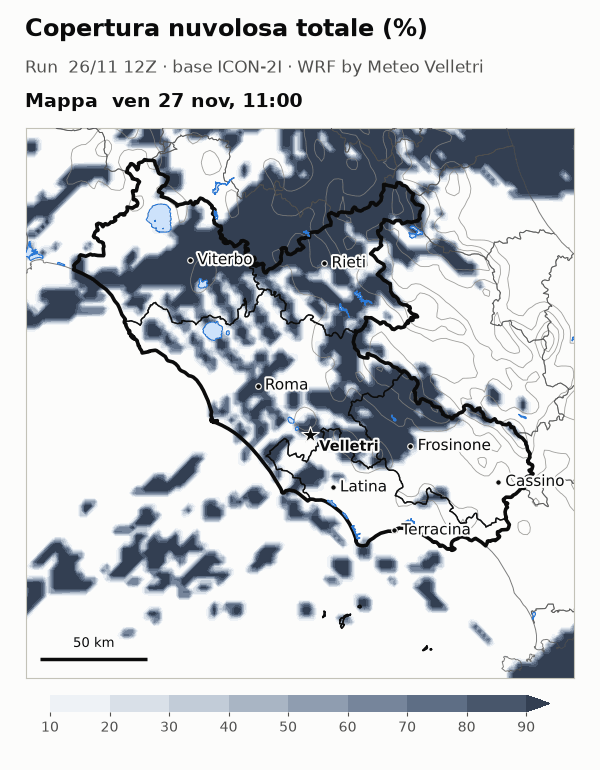 Copertura nuvolosa totale (%)
Run  26/11 12Z · base ICON-2I · WRF by Meteo Velletri
Mappa  ven 27 nov, 11:00
Viterbo
Rieti
Roma
Velletri
Frosinone
Cassino
Latina
Terracina
50 km
10 20 30 40 50 60 70 80 90